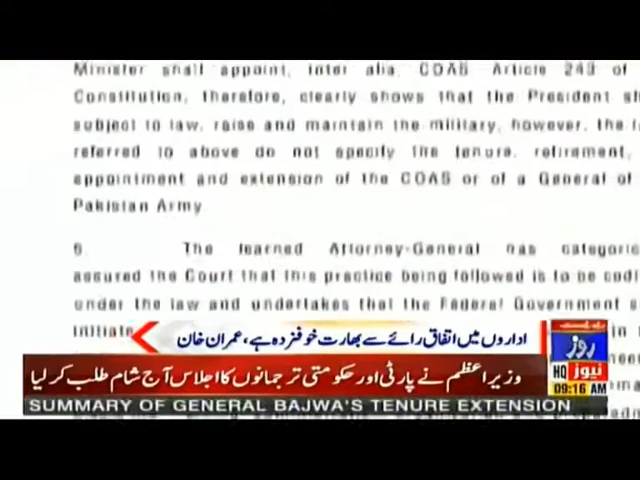 Minister shall appoint, inter alia, COAS. Article 243 of
Constitution, therefore, clearly shows that the President
subject to law, raise and maintain the military, however, the
referred to above do not specify the tenure, retirement,
appointment and extension of the COAS or of a General of
Pakistan Army.
6 The learned Attorney-General has
assured the Court that this practice being followed is to be
under the law and undertakes that the Federal Government
initiate
اداروں میں اتفاق رائے سے بھارت خوفزدہ ہے، عمران خان
وزیراعظم نے پارٹی اور حکومتی ترجمانوں کا اجلاس آج شام طلب کر لیا
روز
نیوز
HQ
09:16 AM
SUMMARY OF GENERAL BAJWA'S TENURE EXTENSION